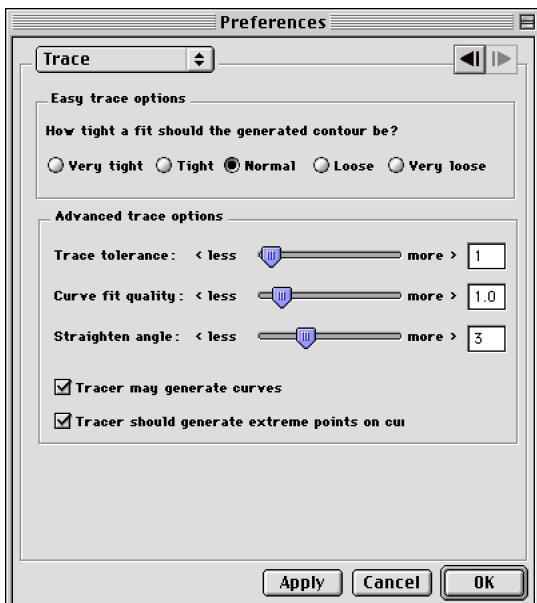 Preferences
Trace
Easy trace options
How tight a fit should the generated contour be?
Very tight Tight Normal Loose Very loose
Advanced trace options
Trace tolerance: < less more > 1
Curve fit quality: < less more > 1.0
Straighten angle: < less more > 3
Tracer may generate curves
Tracer should generate extreme points on cur
Apply Cancel OK